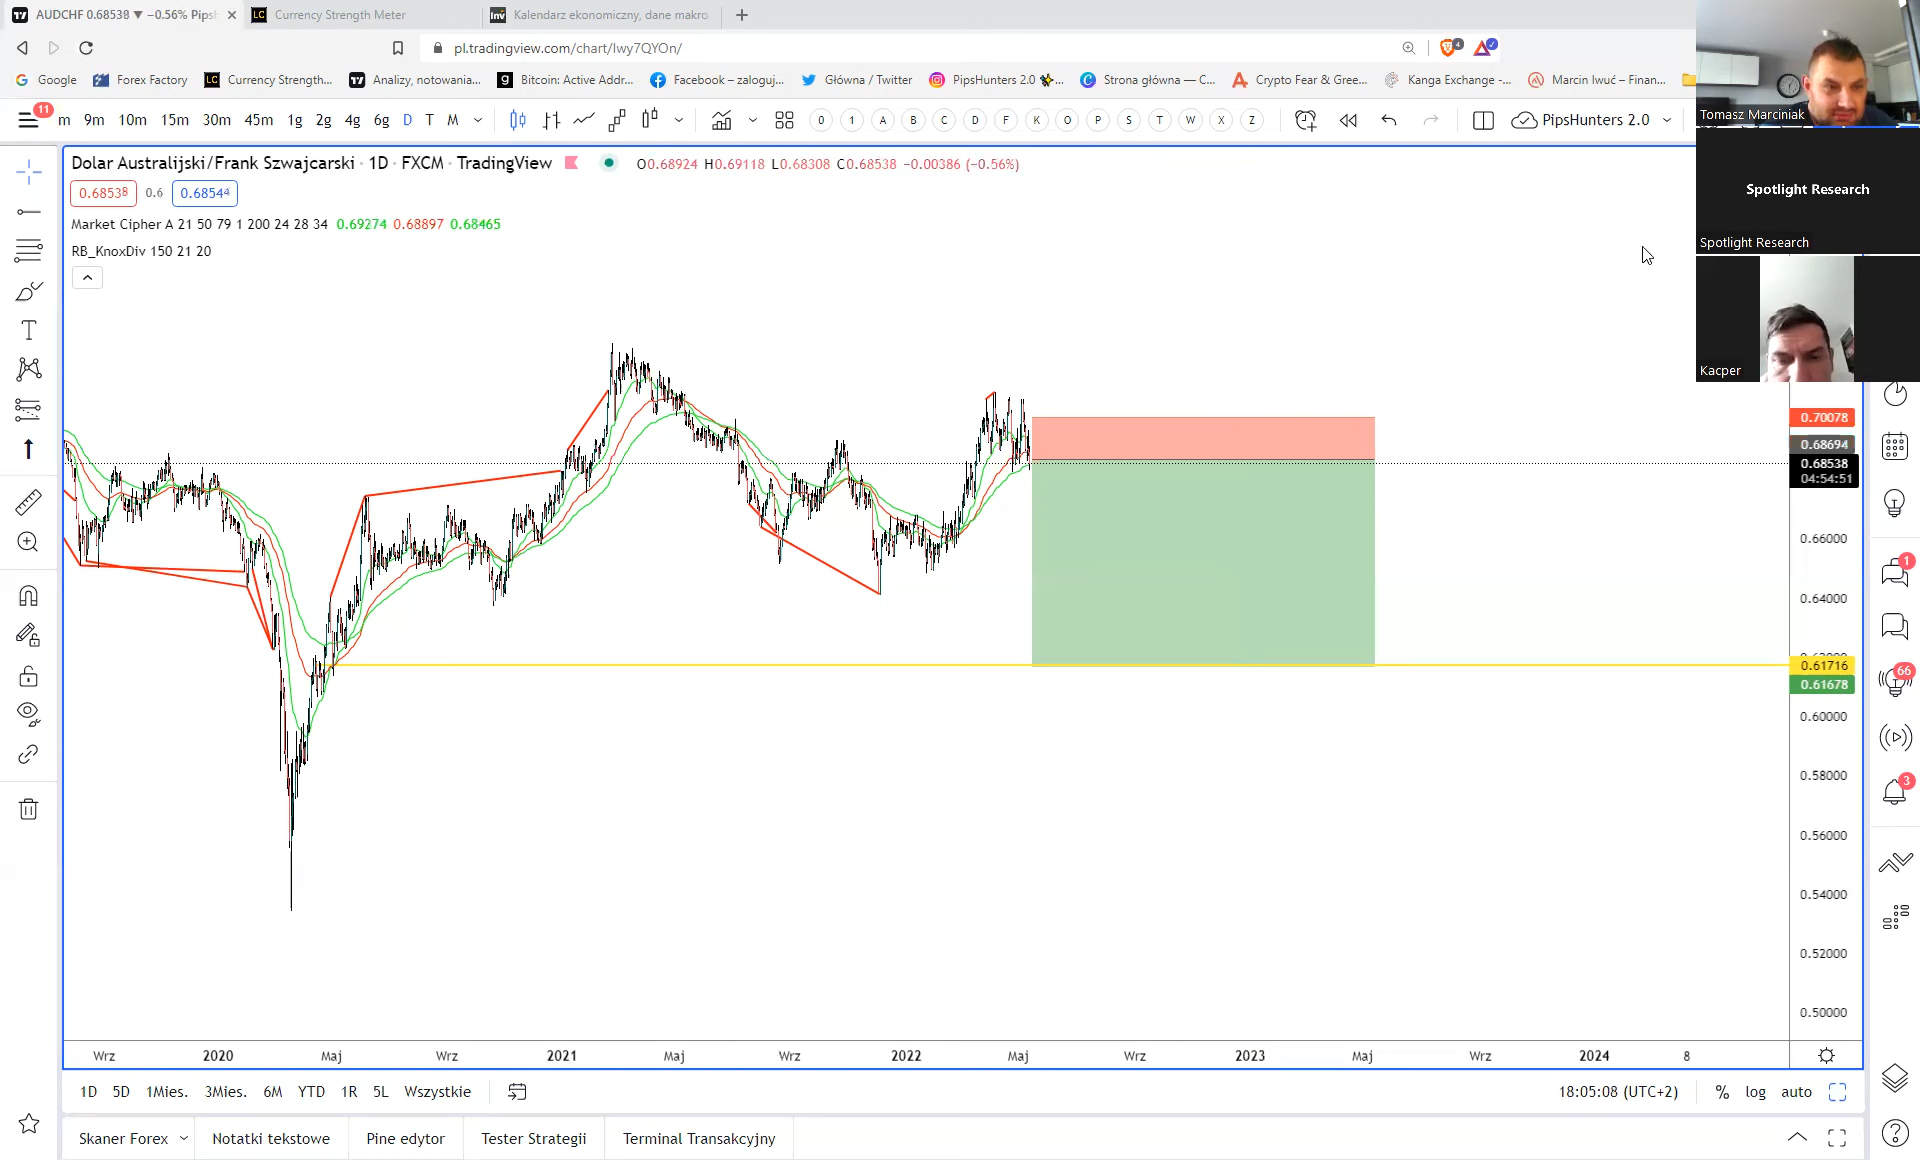 AUDCHF 0.68538 ▼ −0.56% Pips
Currency Strength Meter
Kalendarz ekonomiczny, dane makro
pl.tradingview.com/chart/Iwy7QYOn/
4
Google
Forex Factory
Currency Strength...
Analizy, notowania...
Bitcoin: Active Addr...
Facebook – zaloguj...
Główna / Twitter
PipsHunters 2.0
Strona główna — C...
Crypto Fear & Gree...
Kanga Exchange -...
Marcin Iwuć – Finan...
11
m 9m 10m 15m 30m 45m 1g 2g 4g 6g D T M
0 1 A B C D F K O P S T W X Z
PipsHunters 2.0
Dolar Australijski/Frank Szwajcarski · 1D · FXCM · TradingView
O0.68924 H0.69118 L0.68308 C0.68538 −0.00386 (−0.56%)
0.68538 0.6 0.68544
Market Cipher A 21 50 79 1 200 24 28 34 0.69274 0.68897 0.68465
RB_KnoxDiv 150 21 20
Tomasz Marciniak
Spotlight Research
Spotlight Research
Kacper
0.70078
0.68694
0.68538
04:54:51
0.66000
0.64000
0.61716
0.61678
0.60000
0.58000
0.56000
0.54000
0.52000
0.50000
1
66
3
Wrz 2020 Maj Wrz 2021 Maj Wrz 2022 Maj Wrz 2023 Maj Wrz 2024 8
1D 5D 1Mies. 3Mies. 6M YTD 1R 5L Wszystkie
18:05:08 (UTC+2) % log auto
Skaner Forex
Notatki tekstowe
Pine edytor
Tester Strategii
Terminal Transakcyjny